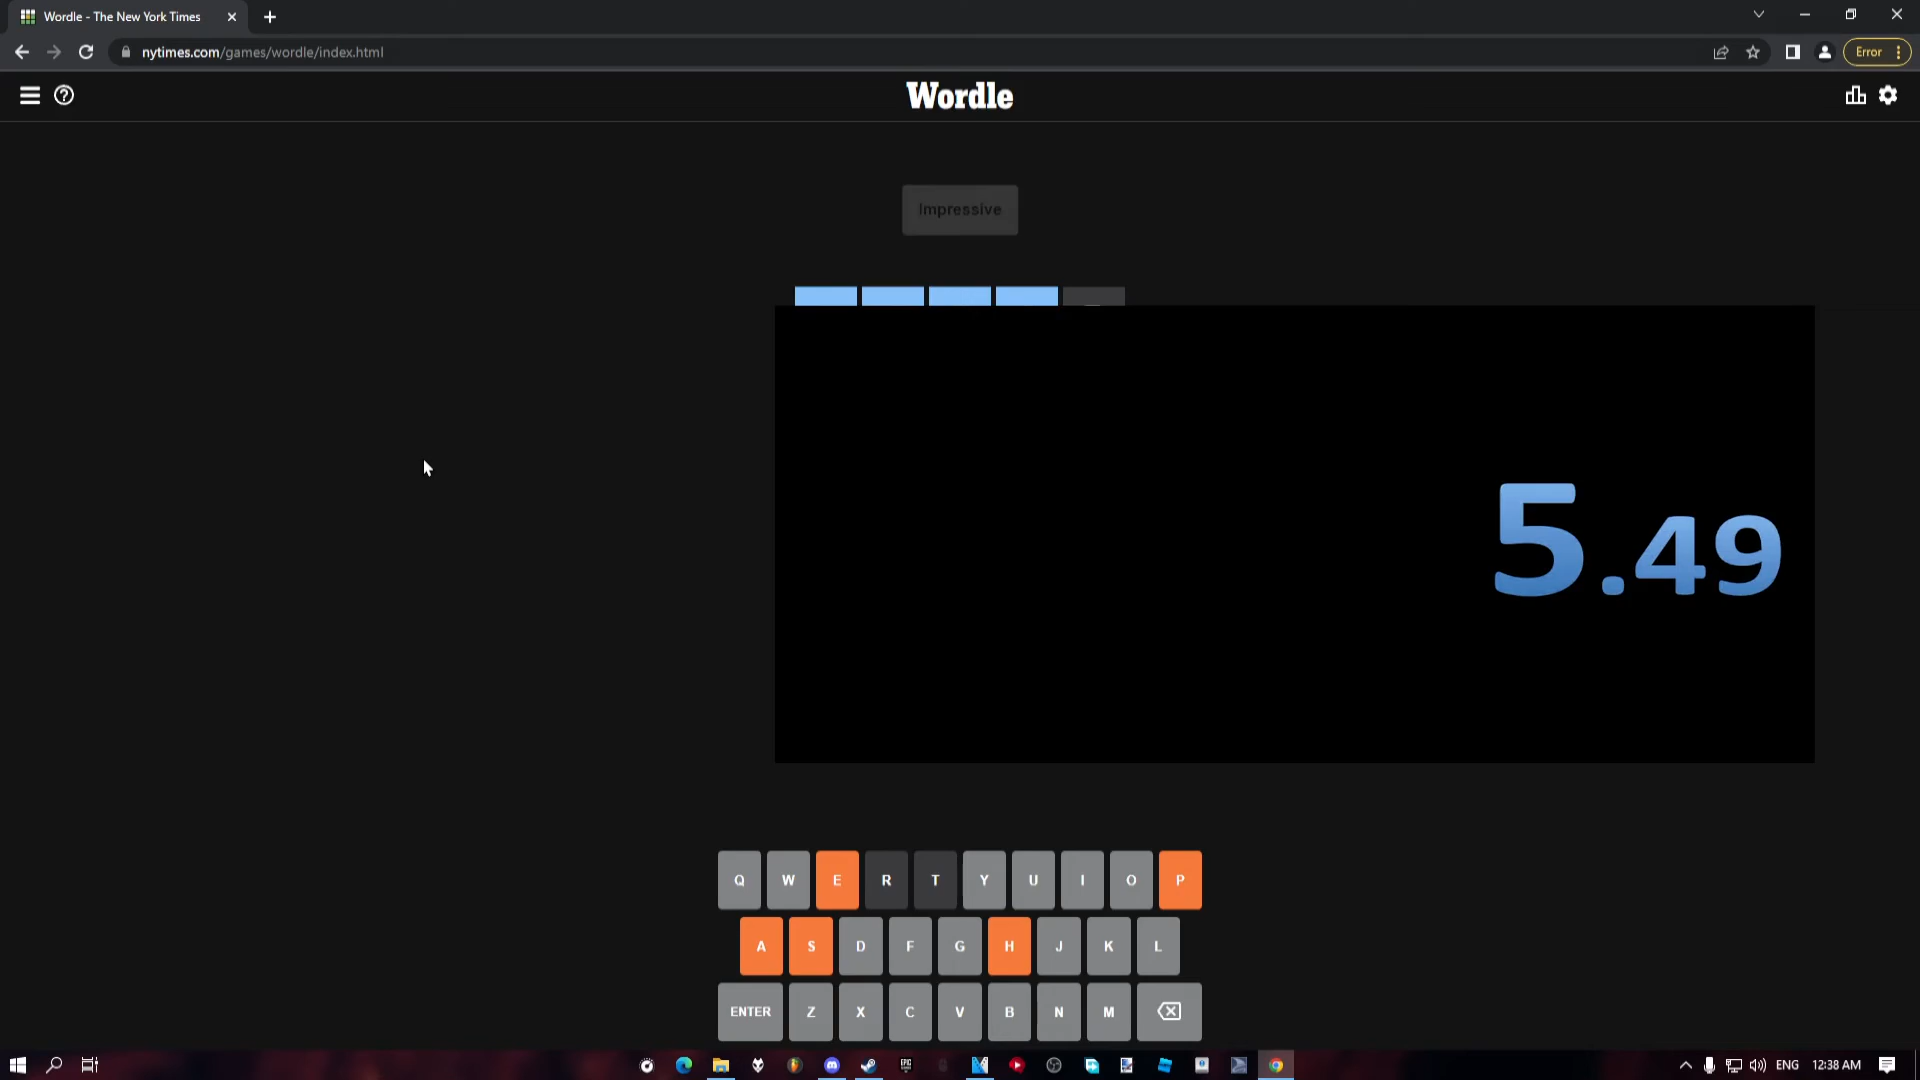 Wordle - The New York Times
nytimes.com/games/wordle/index.html
Error
Wordle
Impressive
5.49
Q W E R T Y U I O P
A S D F G H J K L
ENTER Z X C V B N M
ENG 12:38 AM